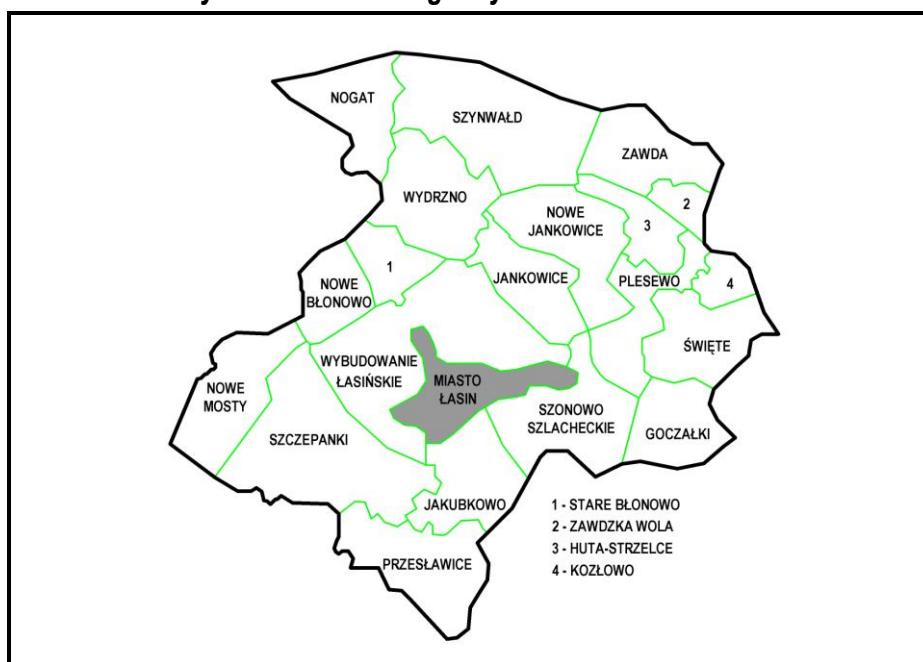 NOGAT
SZYNWAŁD
ZAWDA
WYDRZNO
2
NOWE
JANKOWICE
3
1
JANKOWICE
PLESEWO
4
NOWE
BŁONOWO
ŚWIĘTE
WYBUDOWANIE
ŁASIŃSKIE
MIASTO
ŁASIN
NOWE
MOSTY
SZONOWO
SZLACHECKIE
SZCZEPANKI
GOCZAŁKI
JAKUBKOWO
PRZESŁAWICE
1 - STARE BŁONOWO
2 - ZAWDZKA WOLA
3 - HUTA-STRZELCE
4 - KOZŁOWO